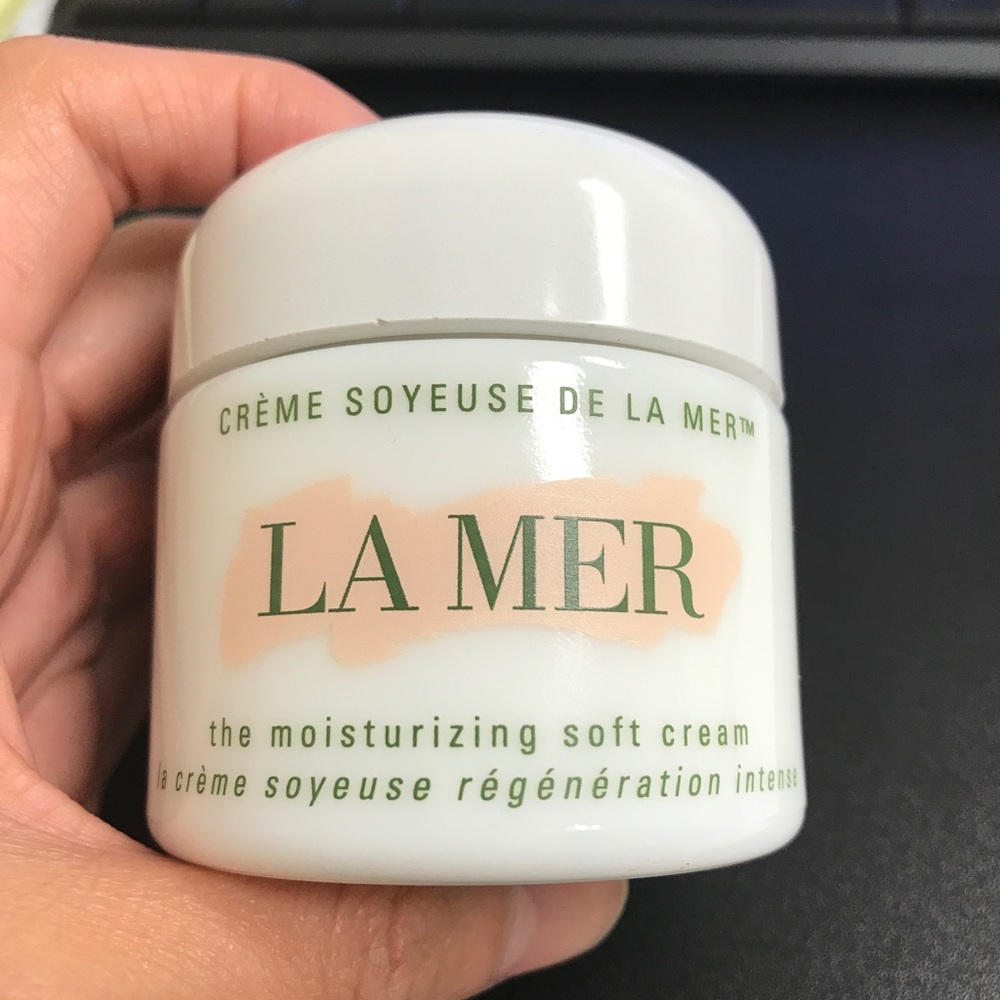 CRÈME SOYEUSE DE LA MER™
LA MER
the moisturizing soft cream
la crème soyeuse régénération intense